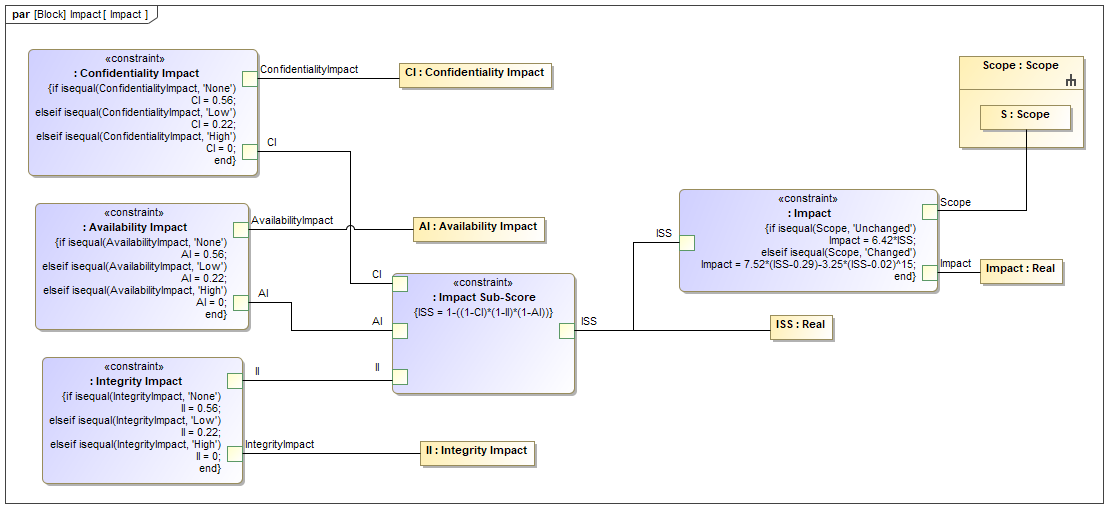 par [Block] Impact [ Impact ]
«constraint»
: Confidentiality Impact
{if isequal(ConfidentialityImpact, 'None')
CI = 0.56;
elseif isequal(ConfidentialityImpact, 'Low')
CI = 0.22;
elseif isequal(ConfidentialityImpact, 'High')
CI = 0;
end}
ConfidentialityImpact
CI
CI : Confidentiality Impact
«constraint»
: Availability Impact
{if isequal(AvailabilityImpact, 'None')
AI = 0.56;
elseif isequal(AvailabilityImpact, 'Low')
AI = 0.22;
elseif isequal(AvailabilityImpact, 'High')
AI = 0;
end}
AvailabilityImpact
AI
AI : Availability Impact
«constraint»
: Integrity Impact
{if isequal(IntegrityImpact, 'None')
II = 0.56;
elseif isequal(IntegrityImpact, 'Low')
II = 0.22;
elseif isequal(IntegrityImpact, 'High')
II = 0;
end}
II
IntegrityImpact
II : Integrity Impact
CI
AI
II
«constraint»
: Impact Sub-Score
{ISS = 1-((1-CI)*(1-II)*(1-AI))}
ISS
ISS : Real
ISS
«constraint»
: Impact
{if isequal(Scope, 'Unchanged')
Impact = 6.42*ISS;
elseif isequal(Scope, 'Changed')
Impact = 7.52*(ISS-0.29)-3.25*(ISS-0.02)^15;
end}
Scope
Impact
Impact : Real
Scope : Scope
S : Scope